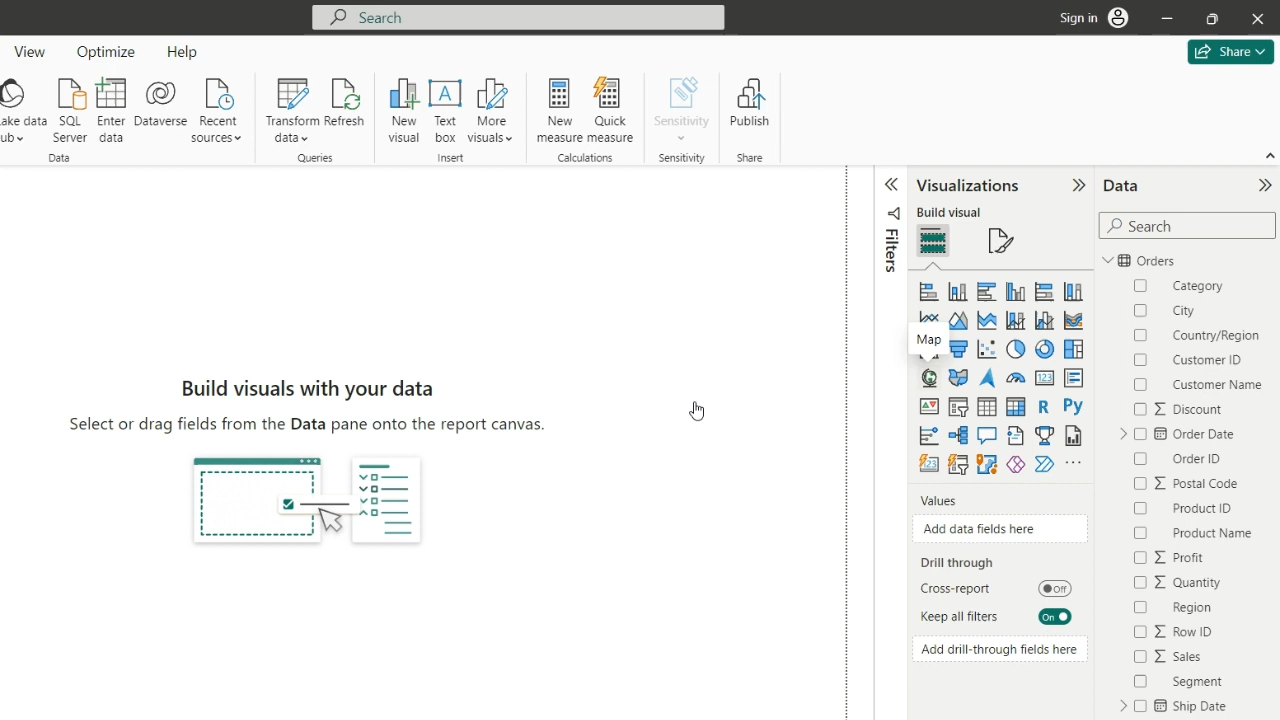 Search
Sign in
View Optimize Help
Share
ake data
ub
SQL
Server
Enter
data
Dataverse
Recent
sources
Data
Transform
data
Refresh
Queries
New
visual
Text
box
More
visuals
Insert
New
measure
Quick
measure
Calculations
Sensitivity
Sensitivity
Publish
Share
Build visuals with your data
Select or drag fields from the Data pane onto the report canvas.
Filters
Visualizations
Build visual
Map
123
R
Py
123
Values
Add data fields here
Drill through
Cross-report
Off
Keep all filters
On
Add drill-through fields here
Data
Search
Orders
Category
City
Country/Region
Customer ID
Customer Name
Σ Discount
Order Date
Order ID
Σ Postal Code
Product ID
Product Name
Σ Profit
Σ Quantity
Region
Σ Row ID
Σ Sales
Segment
Ship Date